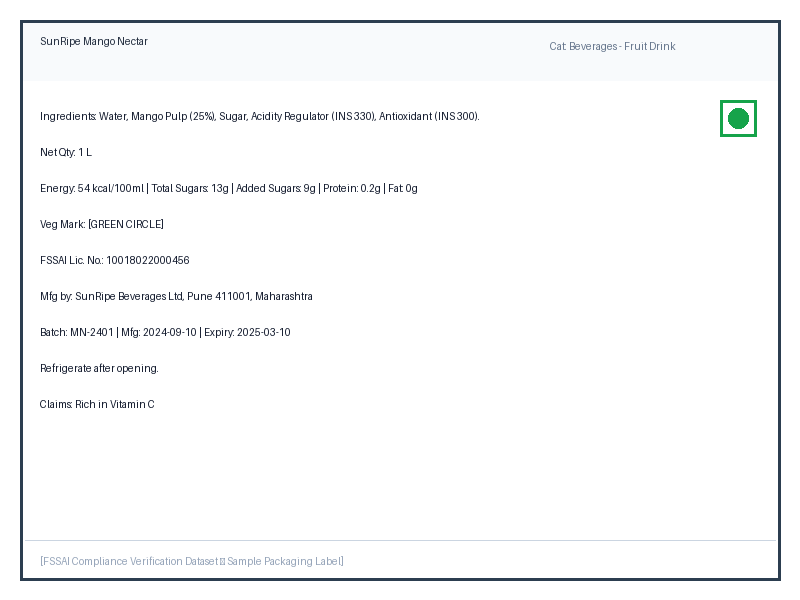 SunRipe Mango Nectar
Cat: Beverages - Fruit Drink
Ingredients: Water, Mango Pulp (25%), Sugar, Acidity Regulator (INS 330), Antioxidant (INS 300).
Net Qty: 1 L
Energy: 54 kcal/100ml | Total Sugars: 13g | Added Sugars: 9g | Protein: 0.2g | Fat: 0g
Veg Mark: [GREEN CIRCLE]
FSSAI Lic. No.: 10018022000456
Mfg by: SunRipe Beverages Ltd, Pune 411001, Maharashtra
Batch: MN-2401 | Mfg: 2024-09-10 | Expiry: 2025-03-10
Refrigerate after opening.
Claims: Rich in Vitamin C
[FSSAI Compliance Verification Dataset Sample Packaging Label]